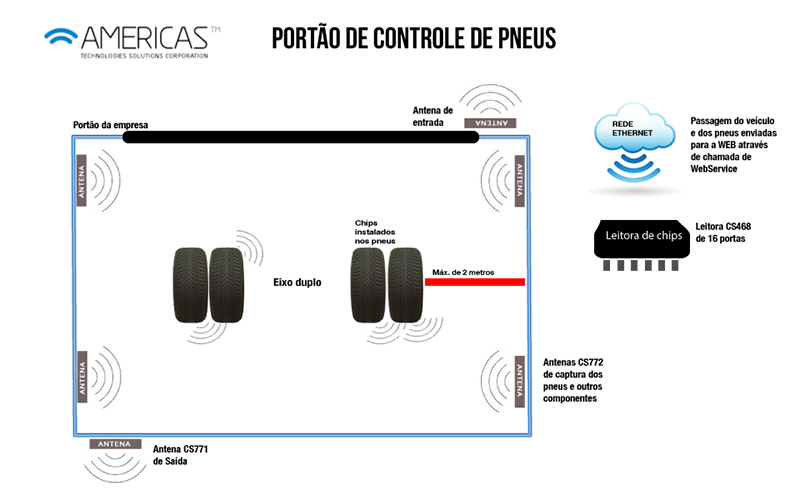 AMERICAS™
TECHNOLOGIES SOLUTIONS CORPORATION
PORTÃO DE CONTROLE DE PNEUS
Antena de
entrada
ANTENA
Portão da empresa
ANTENA
ANTENA
REDE
ETHERNET
Passagem do veículo
e dos pneus enviadas
para a WEB através
de chamada de
WebService
Chips
instalados
nos pneus
Leitora de chips
Leitora CS468
de 16 portas
Eixo duplo
Máx. de 2 metros
ANTENA
ANTENA
Antenas CS772
de captura dos
pneus e outros
componentes
ANTENA
Antena CS771
de Saída